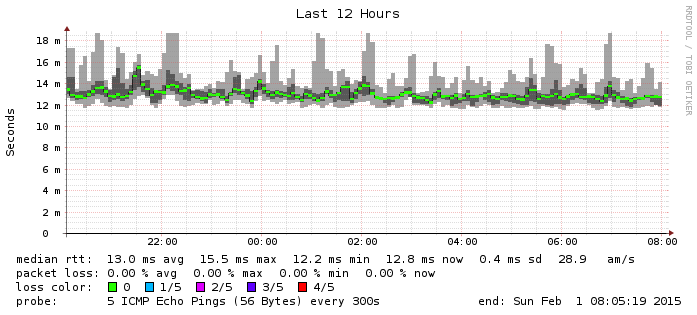 Last 12 Hours
RRDTOOL / TOBI OETIKER
Seconds
18 m
16 m
14 m
12 m
10 m
8 m
6 m
4 m
2 m
0
22:00 00:00 02:00 04:00 06:00 08:00
median rtt: 13.0 ms avg 15.5 ms max 12.2 ms min 12.8 ms now 0.4 ms sd 28.9 am/s
packet loss: 0.00 % avg 0.00 % max 0.00 % min 0.00 % now
loss color: 0 1/5 2/5 3/5 4/5
probe: 5 ICMP Echo Pings (56 Bytes) every 300s end: Sun Feb 1 08:05:19 2015